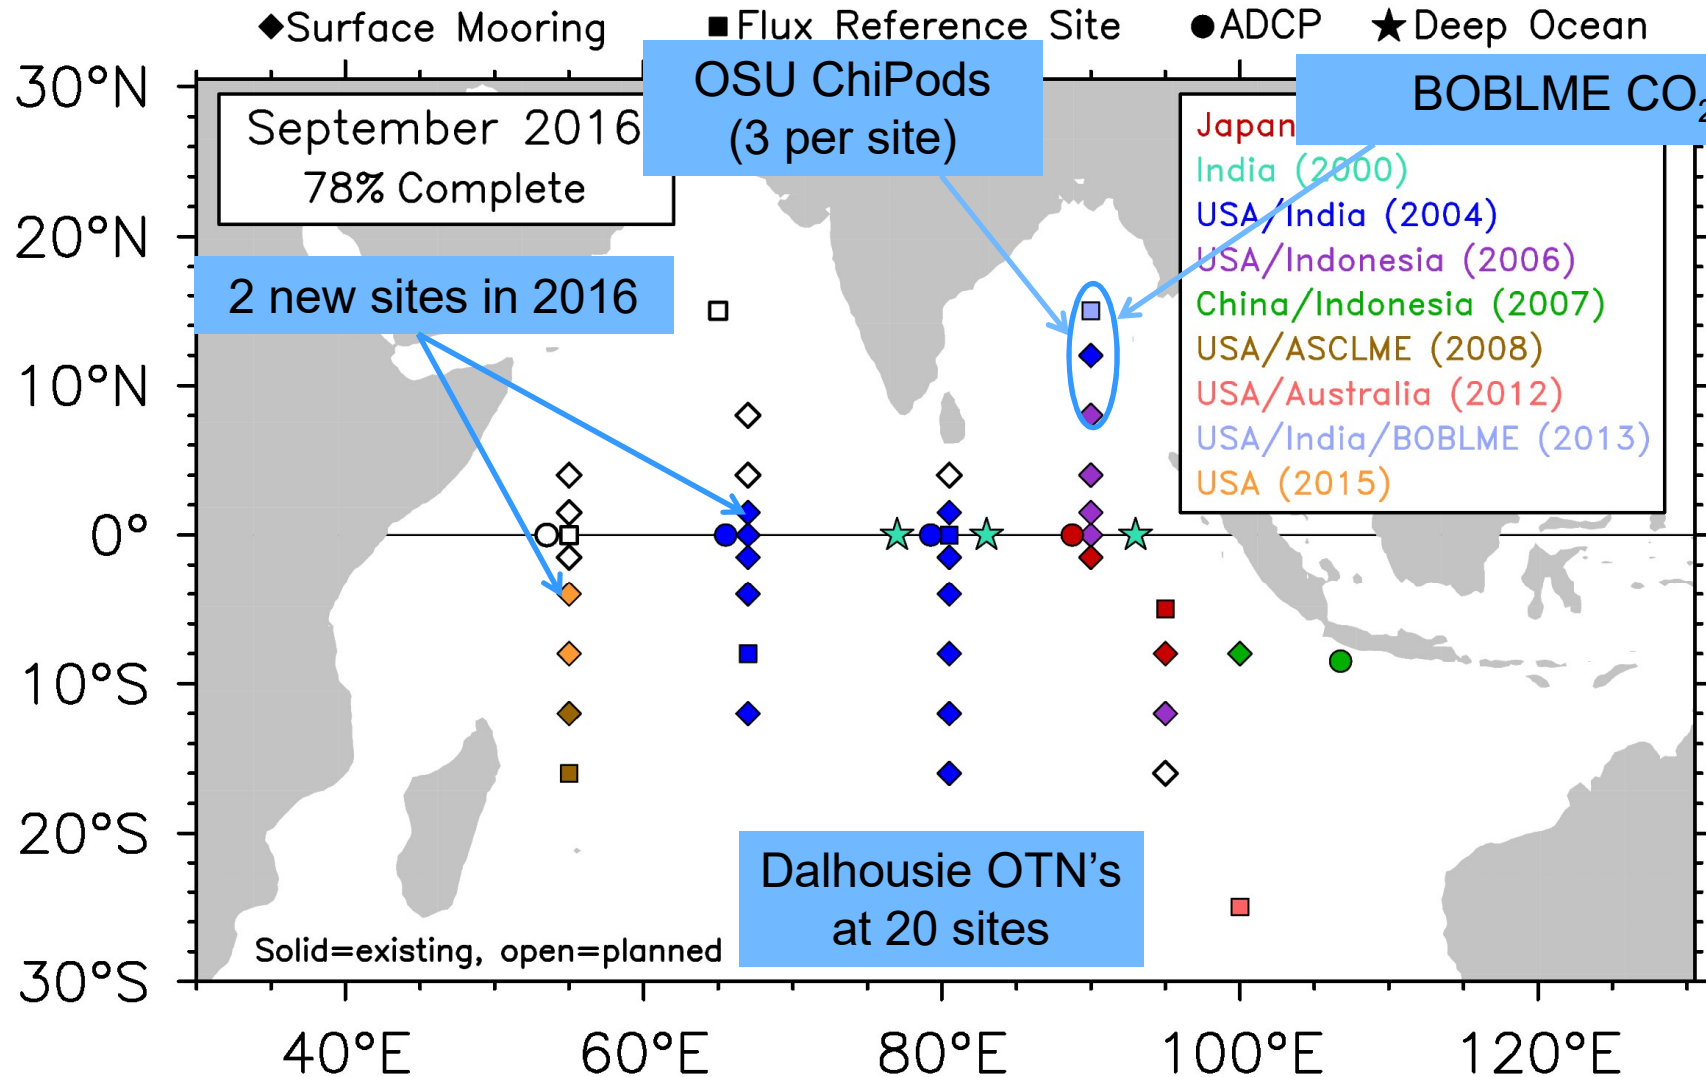 Surface Mooring
Flux Reference Site
ADCP
Deep Ocean
OSU ChiPods
(3 per site)
BOBLME CO₂
September 2016
78% Complete
2 new sites in 2016
Japan
India (2000)
USA/India (2004)
USA/Indonesia (2006)
China/Indonesia (2007)
USA/ASCLME (2008)
USA/Australia (2012)
USA/India/BOBLME (2013)
USA (2015)
Dalhousie OTN’s
at 20 sites
Solid=existing, open=planned
30°N
20°N
10°N
0°
10°S
20°S
30°S
40°E
60°E
80°E
100°E
120°E